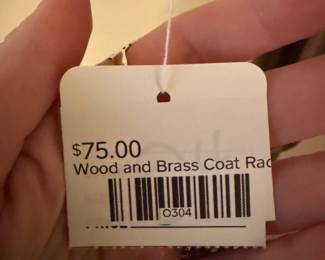 $75.00
Wood and Brass Coat Rac
O304